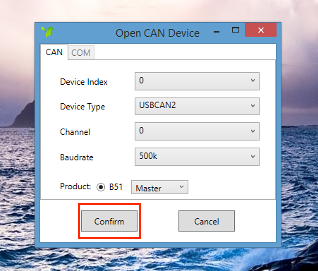 Open CAN Device
CAN COM
Device Index 0
Device Type USBCAN2
Channel 0
Baudrate 500k
Product: B51 Master
Confirm Cancel